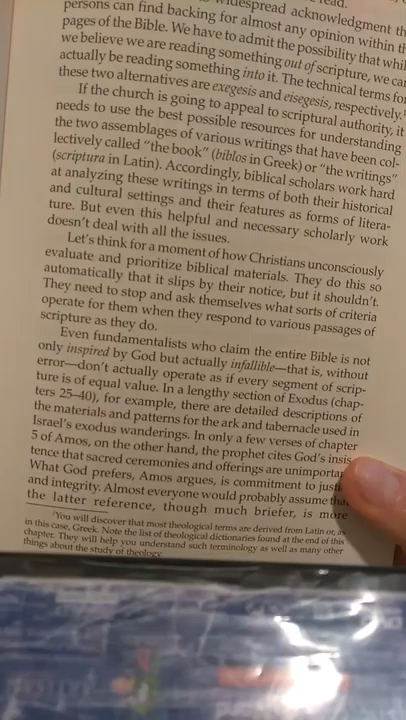 widespread acknowledgment th
persons can find backing for almost any opinion within th
pages of the Bible. We have to admit the possibility that whil
we believe we are reading something out of scripture, we ca
actually be reading something into it. The technical terms for
these two alternatives are exegesis and eisegesis, respectively.¹
If the church is going to appeal to scriptural authority, it
needs to use the best possible resources for understanding
the two assemblages of various writings that have been col-
lectively called “the book” (biblos in Greek) or “the writings”
(scriptura in Latin). Accordingly, biblical scholars work hard
at analyzing these writings in terms of both their historical
and cultural settings and their features as forms of litera-
ture. But even this helpful and necessary scholarly work
doesn’t deal with all the issues.
Let’s think for a moment of how Christians unconsciously
evaluate and prioritize biblical materials. They do this so
automatically that it slips by their notice, but it shouldn’t.
They need to stop and ask themselves what sorts of criteria
operate for them when they respond to various passages of
scripture as they do.
Even fundamentalists who claim the entire Bible is not
only inspired by God but actually infallible—that is, without
error—don’t actually operate as if every segment of scrip-
ture is of equal value. In a lengthy section of Exodus (chap-
ters 25–40), for example, there are detailed descriptions of
the materials and patterns for the ark and tabernacle used in
Israel’s exodus wanderings. In only a few verses of chapter
5 of Amos, on the other hand, the prophet cites God’s insis
tence that sacred ceremonies and offerings are unimportan
What God prefers, Amos argues, is commitment to justi
and integrity. Almost everyone would probably assume tha
the latter reference, though much briefer, is more
¹You will discover that most theological terms are derived from Latin or, as
in this case, Greek. Note the list of theological dictionaries found at the end of this
chapter. They will help you understand such terminology as well as many other
things about the study of theology.